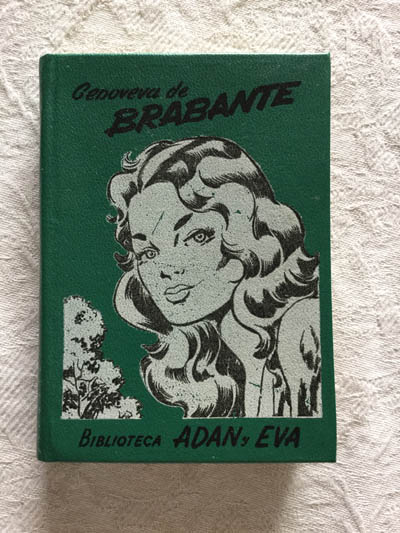 Genoveva de
BRABANTE
BIBLIOTECA ADAN y EVA